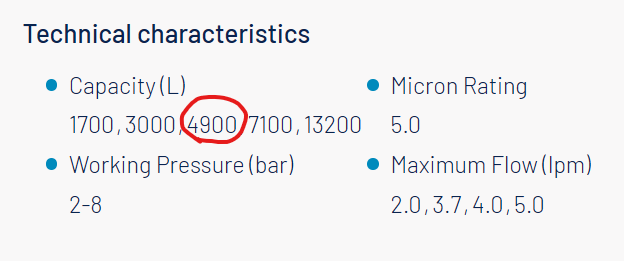 Technical characteristics
Capacity (L)
1700, 3000, 4900, 7100, 13200
Working Pressure (bar)
2-8
Micron Rating
5.0
Maximum Flow (lpm)
2.0, 3.7, 4.0, 5.0